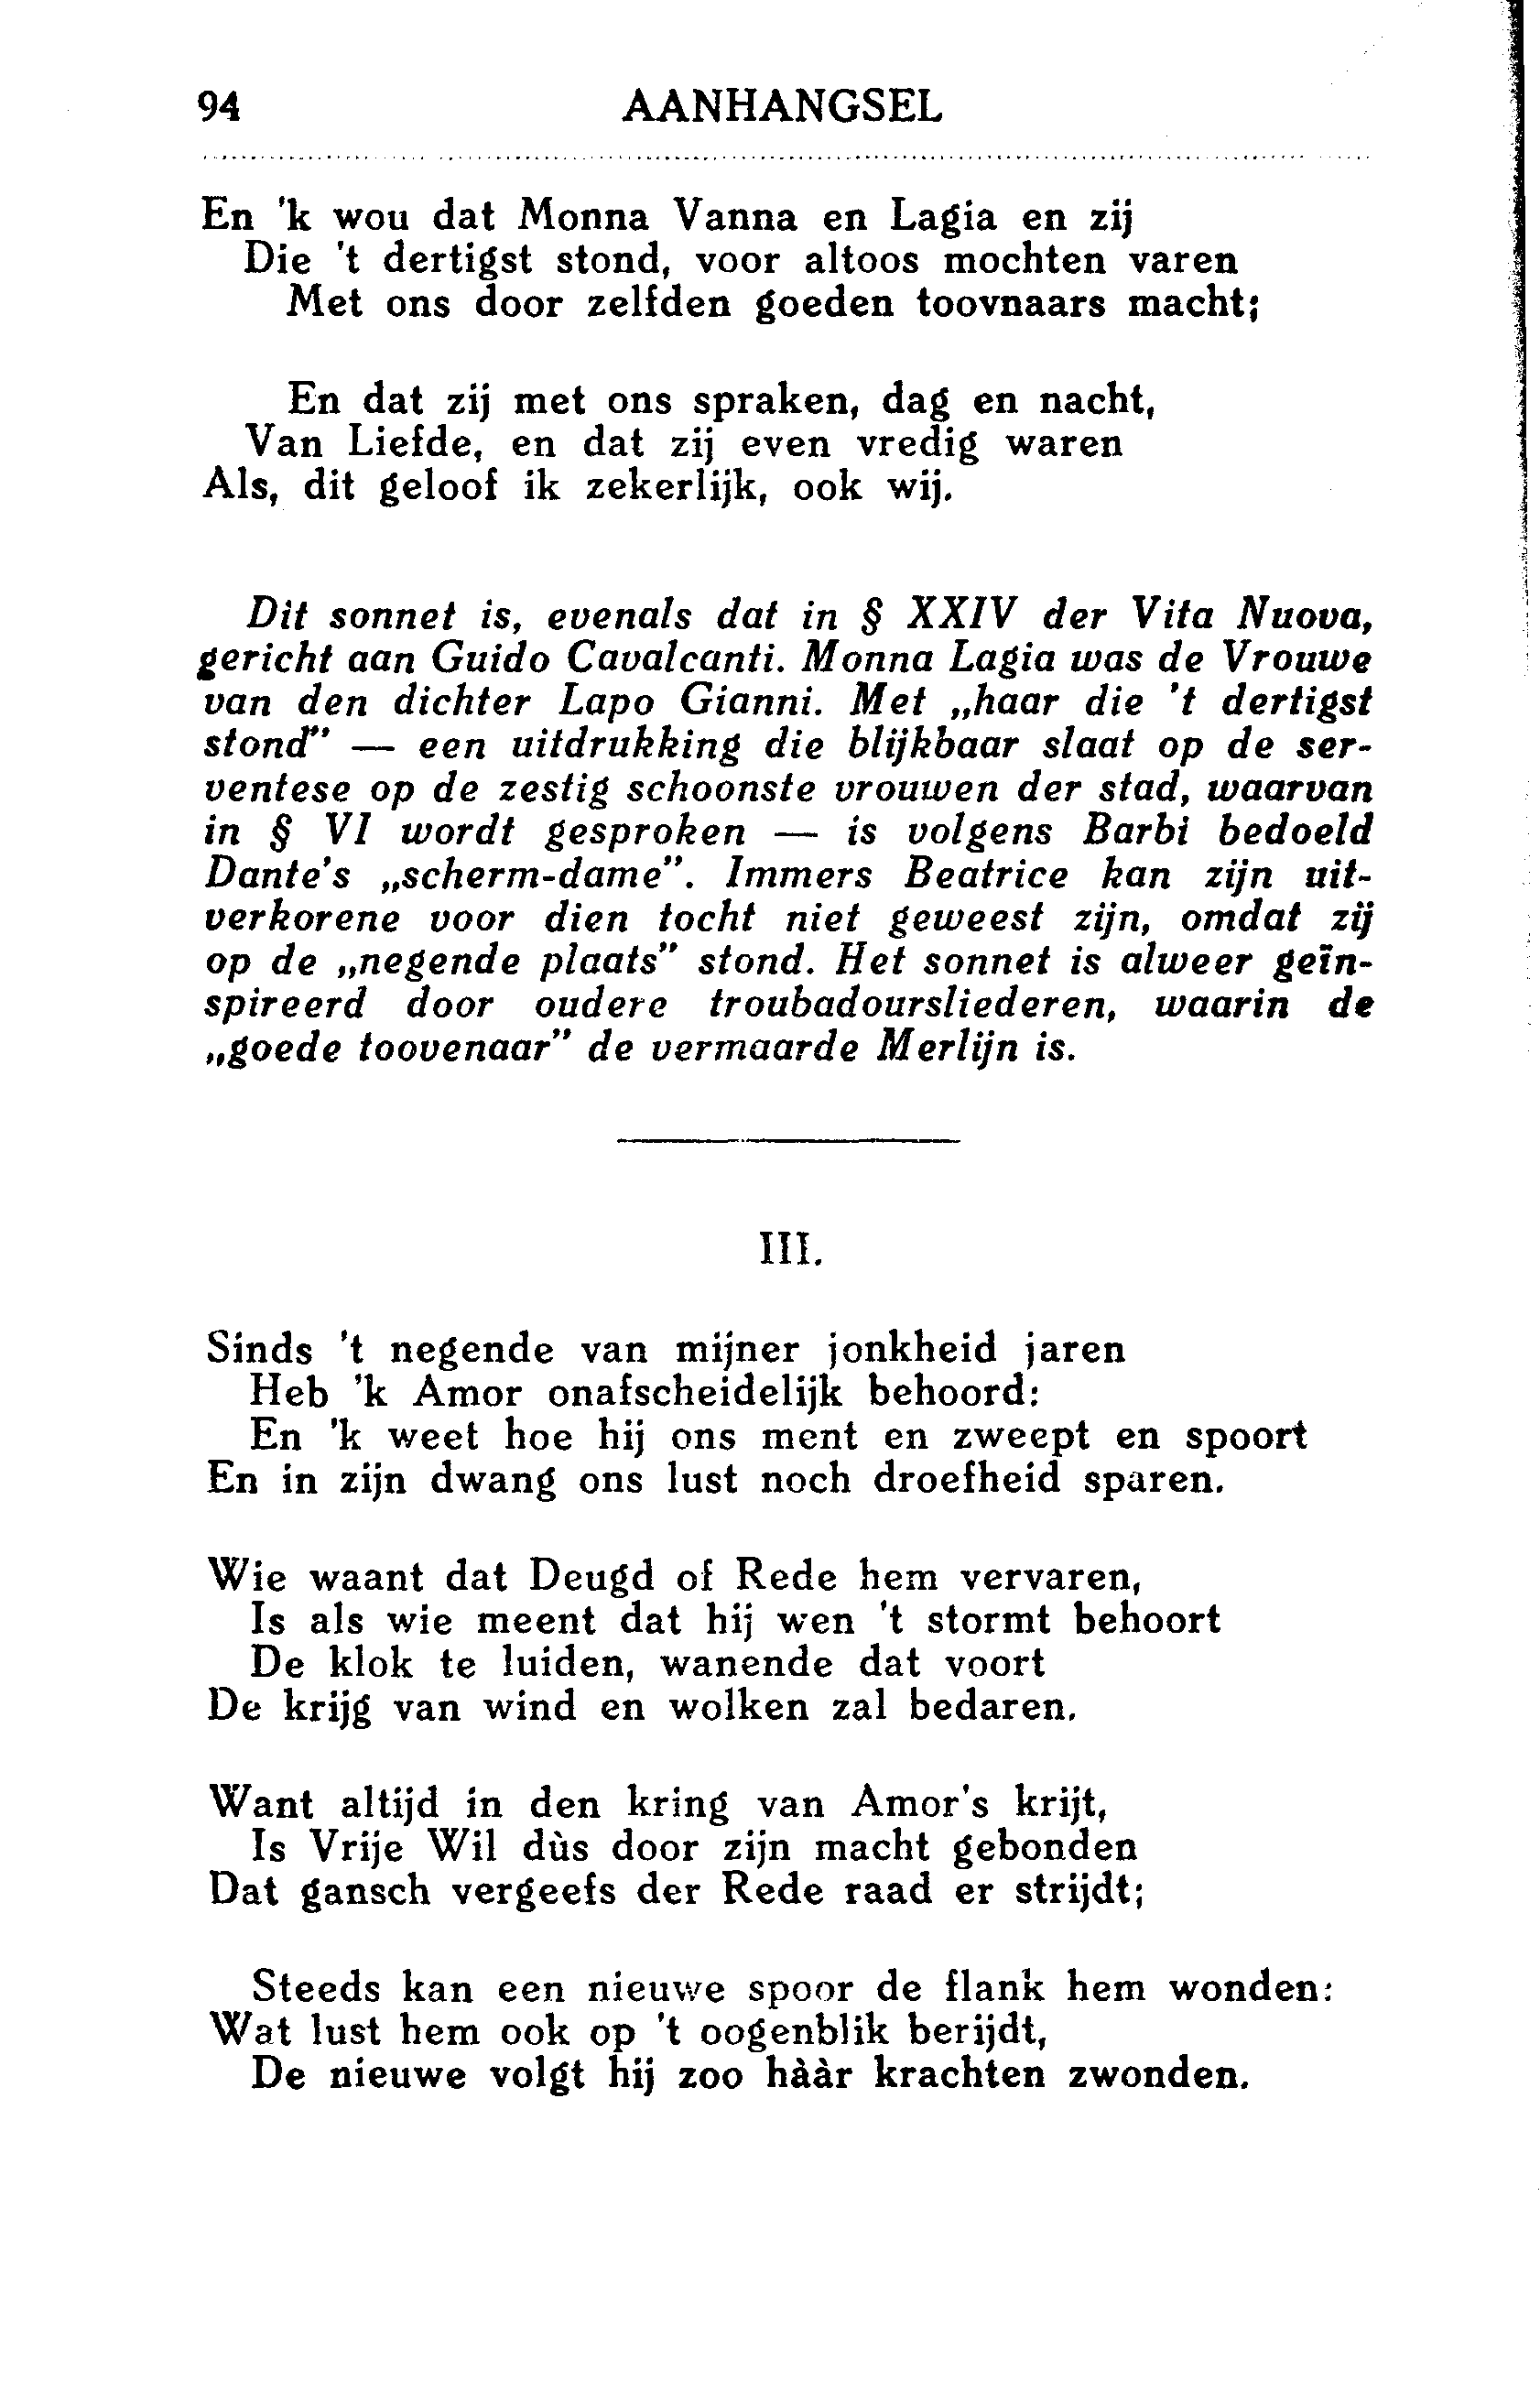 94 AANHANGSEL
En 'k wou dat Monna Vanna en Lagia en zij
Die 't dertigst stond, voor altoos mochten varen
Met ons door zelfden goeden toovnaars macht;
En dat zij met ons spraken, dag en nacht,
Van Liefde, en dat zij even vredig waren
Als, dit geloof ik zekerlijk, ook wij.
Dit sonnet is, evenals dat in § XXIV der Vita Nuova,
gericht aan Guido Cavalcanti. Monna Lagia was de Vrouwe
van den dichter Lapo Gianni. Met „haar die 't dertigst
stond” — een uitdrukking die blijkbaar slaat op de ser-
ventese op de zestig schoonste vrouwen der stad, waarvan
in § VI wordt gesproken — is volgens Barbi bedoeld
Dante's „scherm-dame”. Immers Beatrice kan zijn uit-
verkorene voor dien tocht niet geweest zijn, omdat zij
op de „negende plaats” stond. Het sonnet is alweer geïn-
spireerd door oudere troubadoursliederen, waarin de
„goede toovenaar” de vermaarde Merlijn is.
III.
Sinds 't negende van mijner jonkheid jaren
Heb 'k Amor onafscheidelijk behoord:
En 'k weet hoe hij ons ment en zweept en spoort
En in zijn dwang ons lust noch droefheid sparen.
Wie waant dat Deugd of Rede hem vervaren,
Is als wie meent dat hij wen 't stormt behoort
De klok te luiden, wanende dat voort
De krijg van wind en wolken zal bedaren.
Want altijd in den kring van Amor's krijt,
Is Vrije Wil dùs door zijn macht gebonden
Dat gansch vergeefs der Rede raad er strijdt;
Steeds kan een nieuwe spoor de flank hem wonden:
Wat lust hem ook op 't oogenblik berijdt,
De nieuwe volgt hij zoo hààr krachten zwonden.